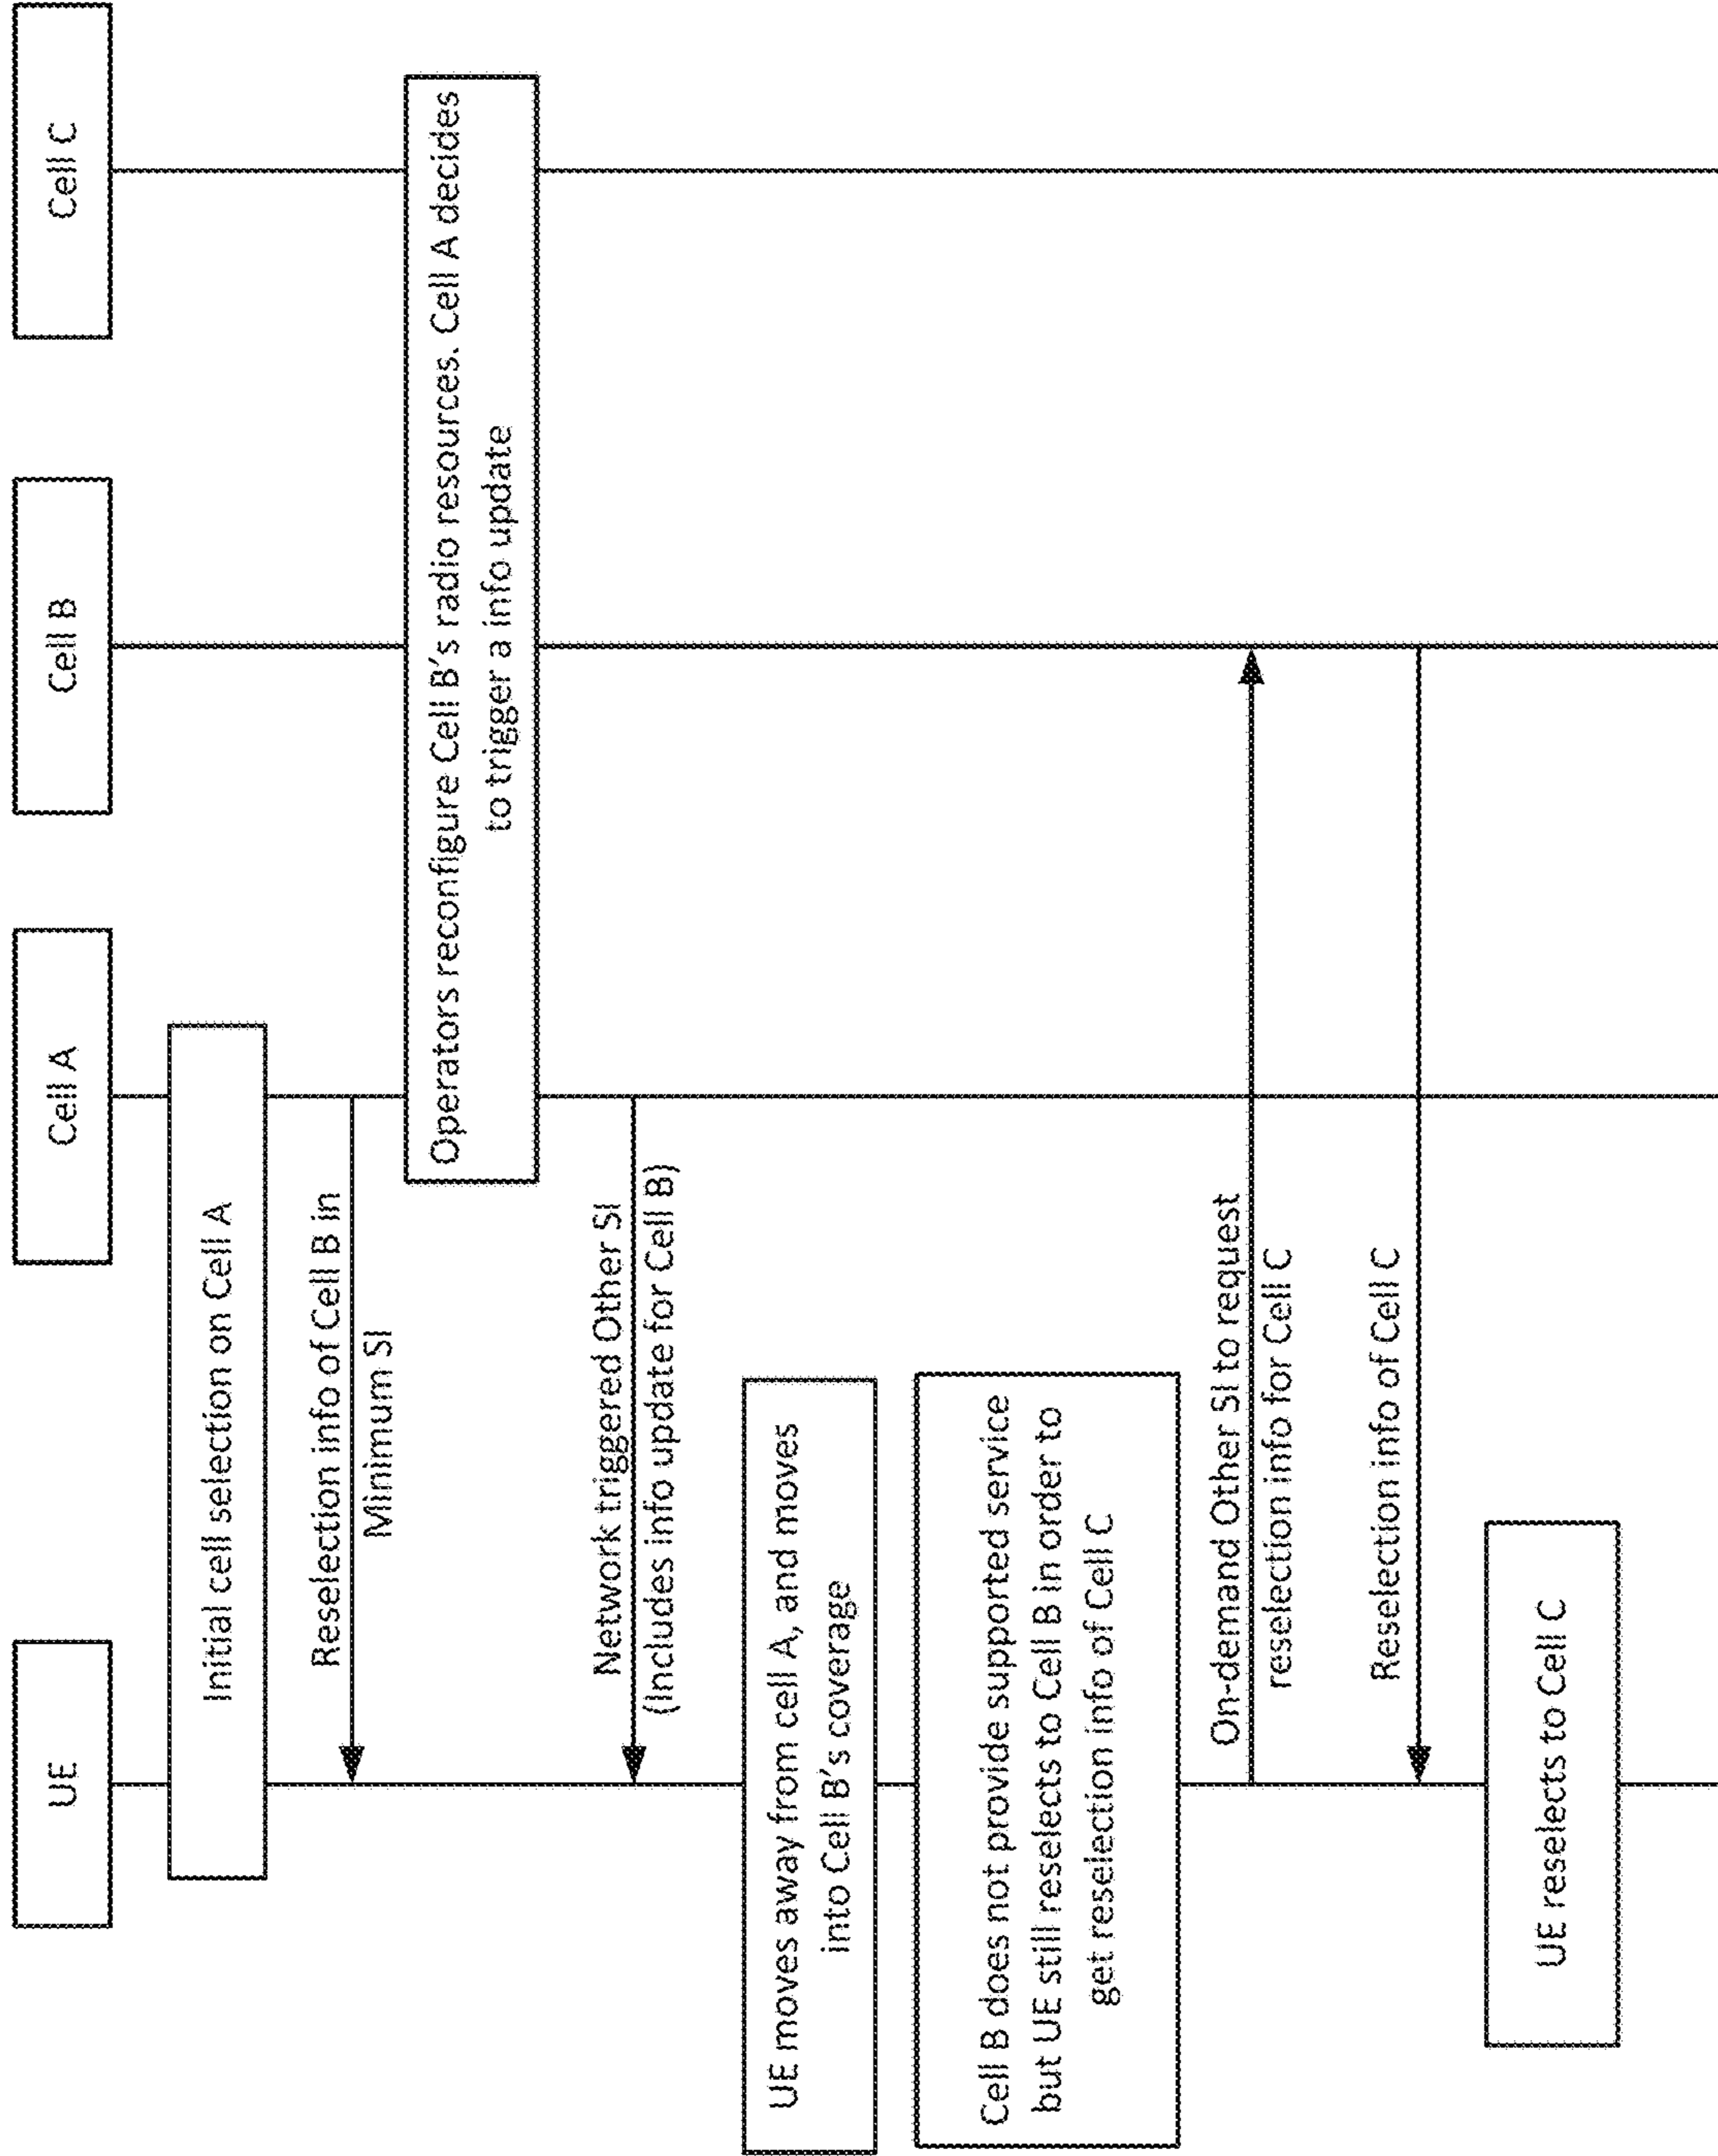 UE
Cell A
Cell B
Cell C
Initial cell selection on Cell A
Reselection info of Cell B in
Minimum SI
Operators reconfigure Cell B's radio resources. Cell A decides
to trigger a info update
Network triggered Other SI
(Includes info update for Cell B)
UE moves away from cell A, and moves
into Cell B's coverage
Cell B does not provide supported service
but UE still reselects to Cell B in order to
get reselection info of Cell C
On-demand Other SI to request
reselection info for Cell C
Reselection info of Cell C
UE reselects to Cell C